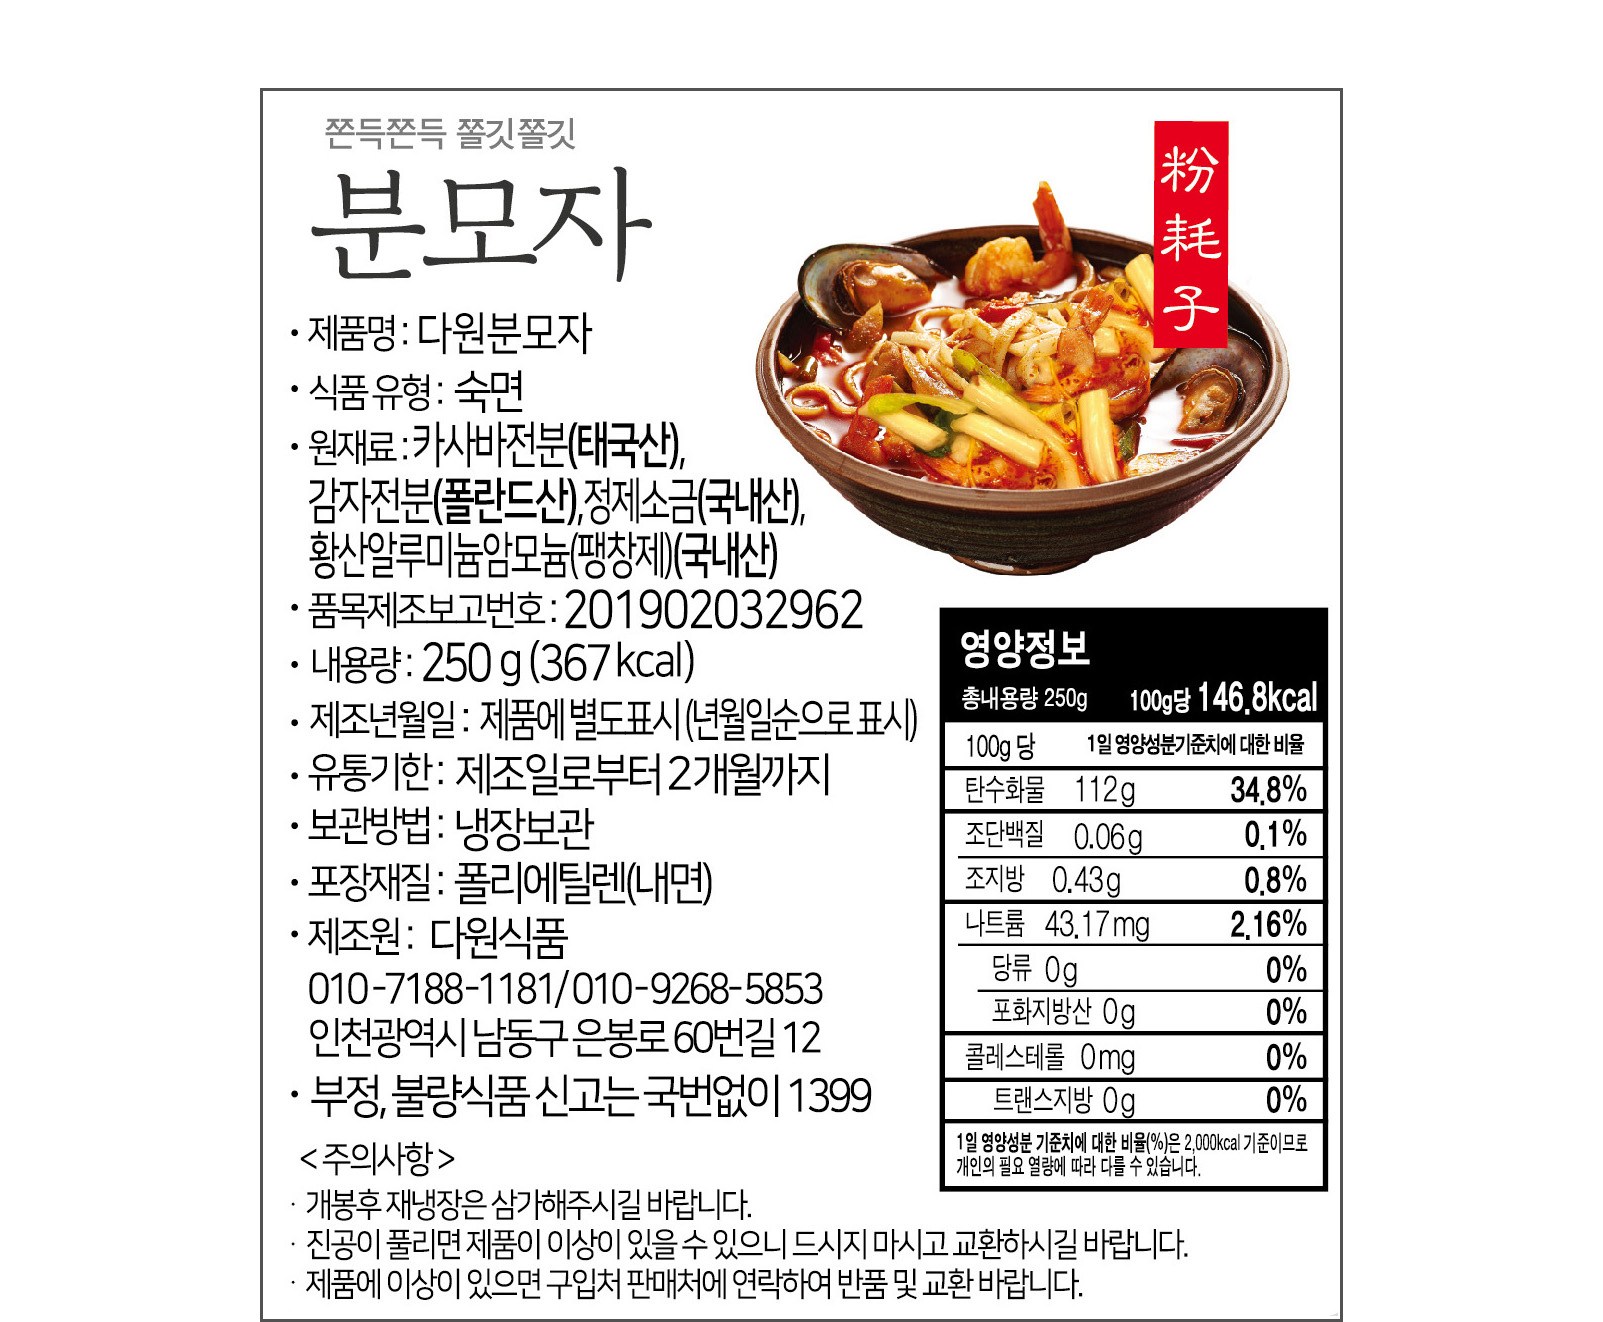 쫀득쫀득 쫄깃쫄깃
분모자
粉耗子
· 제품명 : 다원분모자
· 식품 유형 : 숙면
· 원재료 : 카사바전분(태국산),
감자전분(폴란드산), 정제소금(국내산),
황산알루미늄암모늄(팽창제)(국내산)
· 품목제조보고번호 : 201902032962
· 내용량 : 250 g (367 kcal)
· 제조년월일 : 제품에 별도표시 (년월일순으로 표시)
· 유통기한 : 제조일로부터 2개월까지
· 보관방법 : 냉장보관
· 포장재질 : 폴리에틸렌(내면)
· 제조원 : 다원식품
010-7188-1181/010-9268-5853
인천광역시 남동구 은봉로 60번길 12
· 부정, 불량식품 신고는 국번없이 1399
<주의사항>
· 개봉후 재냉장은 삼가해주시길 바랍니다.
· 진공이 풀리면 제품이 이상이 있을 수 있으니 드시지 마시고 교환하시길 바랍니다.
· 제품에 이상이 있으면 구입처 판매처에 연락하여 반품 및 교환 바랍니다.
영양정보
총내용량 250g 100g당 146.8kcal
100g 당 1일 영양성분기준치에 대한 비율
탄수화물 112g 34.8%
조단백질 0.06g 0.1%
조지방 0.43g 0.8%
나트륨 43.17mg 2.16%
당류 0g 0%
포화지방산 0g 0%
콜레스테롤 0mg 0%
트랜스지방 0g 0%
1일 영양성분 기준치에 대한 비율(%)은 2,000kcal 기준이므로
개인의 필요 열량에 따라 다를 수 있습니다.